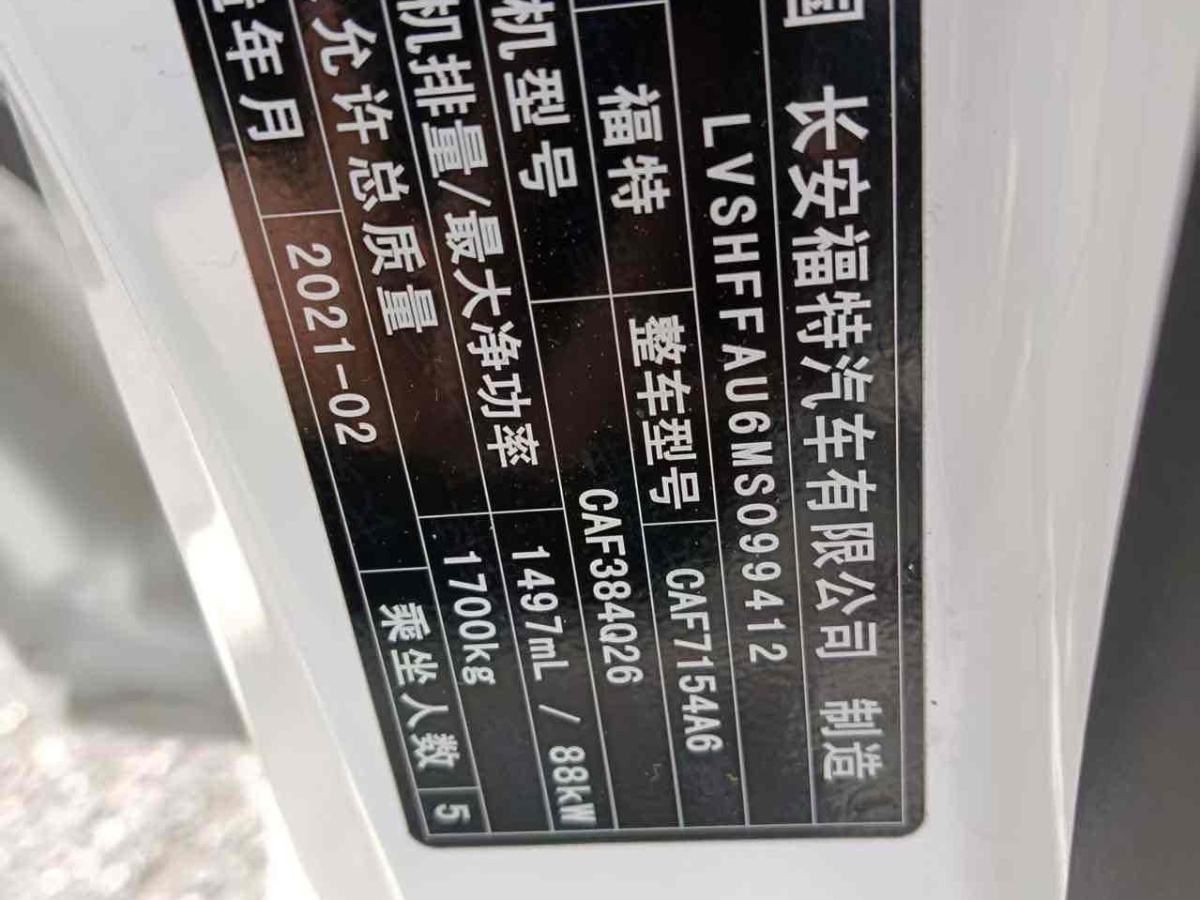 国 长安福特汽车有限公司 制造
LVSHFFAU6MS099412
福特 整车型号 CAF7154A6
机型号 CAF384Q26
机排量/最大净功率 1497mL / 88kW
允许总质量 1700kg
造年月 2021-02 乘坐人数 5